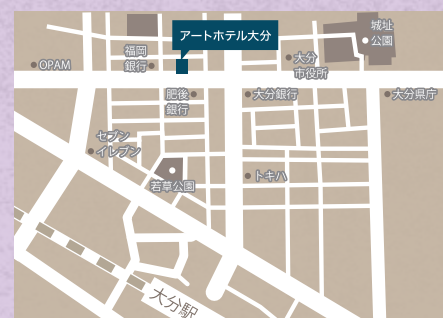 アートホテル大分
城址
公園
OPAM
福岡
銀行
大分
市役所
肥後
銀行
大分銀行
大分県庁
セブン
イレブン
若草公園
トキハ
大分駅